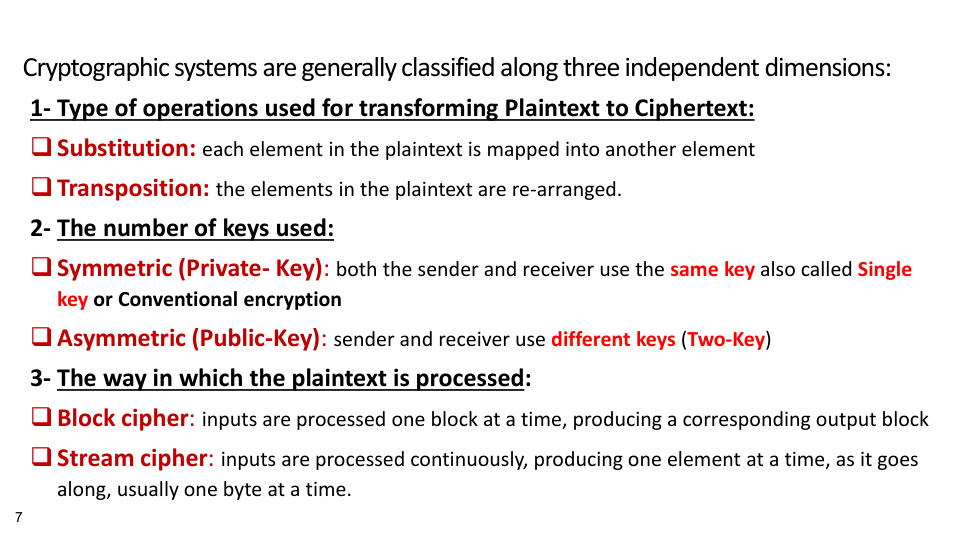 Cryptographic systems are generally classified along three independent dimensions:
1- Type of operations used for transforming Plaintext to Ciphertext:
❑ Substitution: each element in the plaintext is mapped into another element
❑ Transposition: the elements in the plaintext are re-arranged.
2- The number of keys used:
❑ Symmetric (Private- Key): both the sender and receiver use the same key also called Single
key or Conventional encryption
❑ Asymmetric (Public-Key): sender and receiver use different keys (Two-Key)
3- The way in which the plaintext is processed:
❑ Block cipher: inputs are processed one block at a time, producing a corresponding output block
❑ Stream cipher: inputs are processed continuously, producing one element at a time, as it goes
along, usually one byte at a time.
7